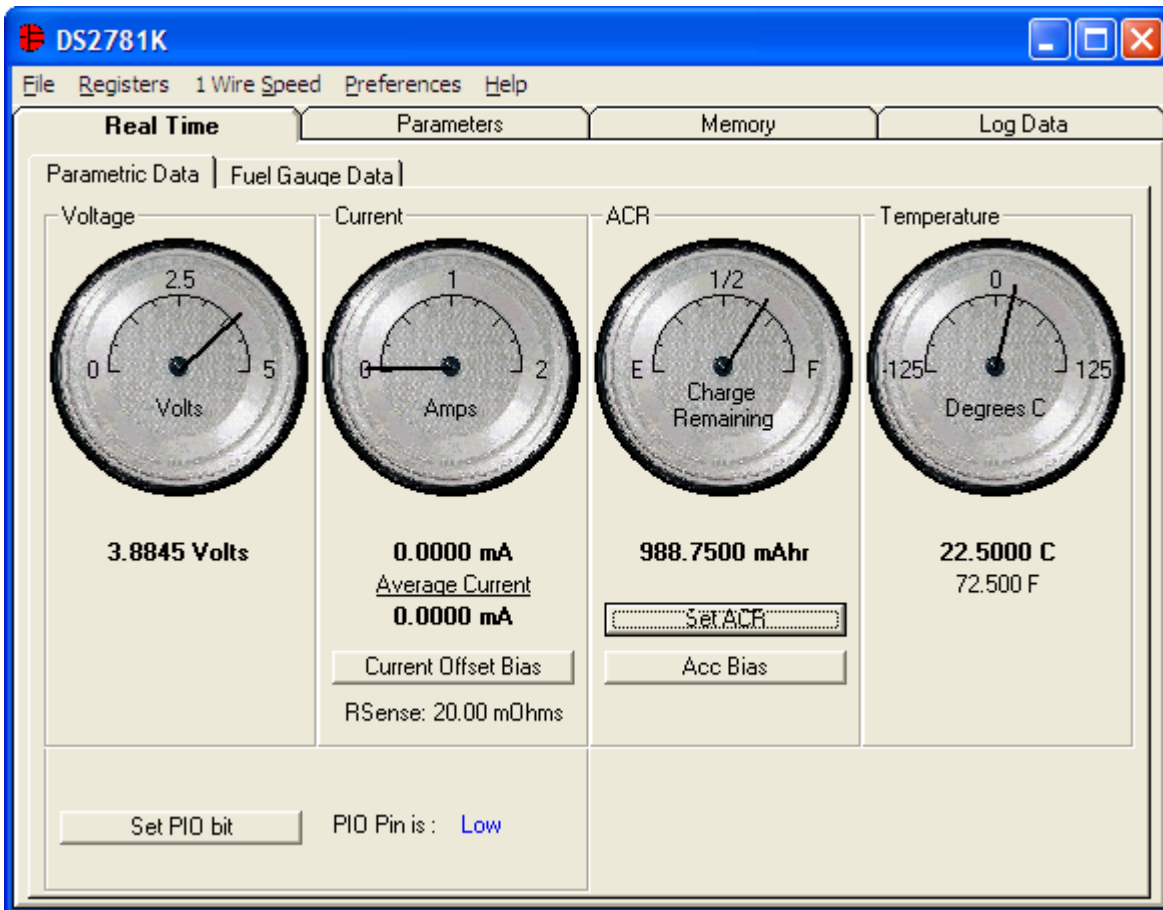 DS2781K
File Registers 1 Wire Speed Preferences Help
Real Time Parameters Memory Log Data
Parametric Data Fuel Gauge Data
Voltage
2.5
0 5
Volts
3.8845 Volts
Current
1
0 2
Amps
0.0000 mA
Average Current
0.0000 mA
Current Offset Bias
RSense: 20.00 mOhms
ACR
1/2
E F
Charge
Remaining
988.7500 mAhr
Set ACR
Acc Bias
Temperature
0
-125 125
Degrees C
22.5000 C
72.500 F
Set PIO bit PIO Pin is : Low